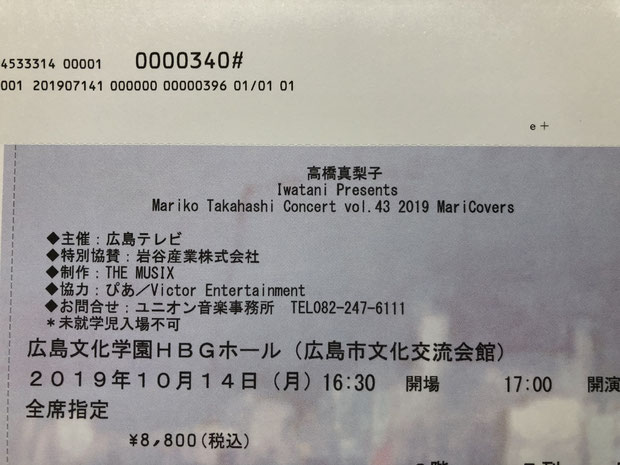 4533314 00001 0000340#
001 201907141 000000 00000396 01/01 01
e+
高橋真梨子
Iwatani Presents
Mariko Takahashi Concert vol.43 2019 MariCovers
◆主催：広島テレビ
◆特別協賛：岩谷産業株式会社
◆制作：THE MUSIX
◆協力：ぴあ／Victor Entertainment
◆お問合せ：ユニオン音楽事務所 TEL082-247-6111
＊未就学児入場不可
広島文化学園ＨＢＧホール（広島市文化交流会館）
２０１９年１０月１４日（月）16:30 開場 17:00 開演
全席指定
¥8,800(税込)